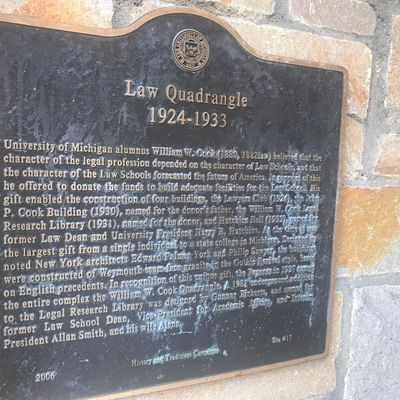 Law Quadrangle
1924-1933
University of Michigan alumnus William W. Cook (1880, 1882law) believed that the
character of the legal profession depended on the character of Law Schools, and that
the character of the Law Schools forecasted the future of America. In support of this
he offered to donate the funds to build adequate facilities for the Law School. His
gift enabled the construction of four buildings, the Lawyers Club (1924), the John
P. Cook Building (1930), named for the donor's father, the William W. Cook Legal
Research Library (1931), named for the donor, and Hutchins Hall (1933), named for
former Law Dean and University President Harry B. Hutchins. At the time it was
the largest gift from a single individual to a state college in Michigan. Designed by
noted New York architects Edward Palmer York and Philip Sawyer, the buildings
were constructed of Weymouth seam-face granite, in the Gothic style, based
on English precedents. In recognition of this unique gift, the Regents in 1927 named
the entire complex the William W. Cook Quadrangle. A 1981 underground addition
to the Legal Research Library was designed by Gunnar Birkerts, and named for
former Law School Dean, Vice-President for Academic Affairs, and Interim
President Allan Smith, and his wife Alene.
History and Traditions Committee
2006
Site #17